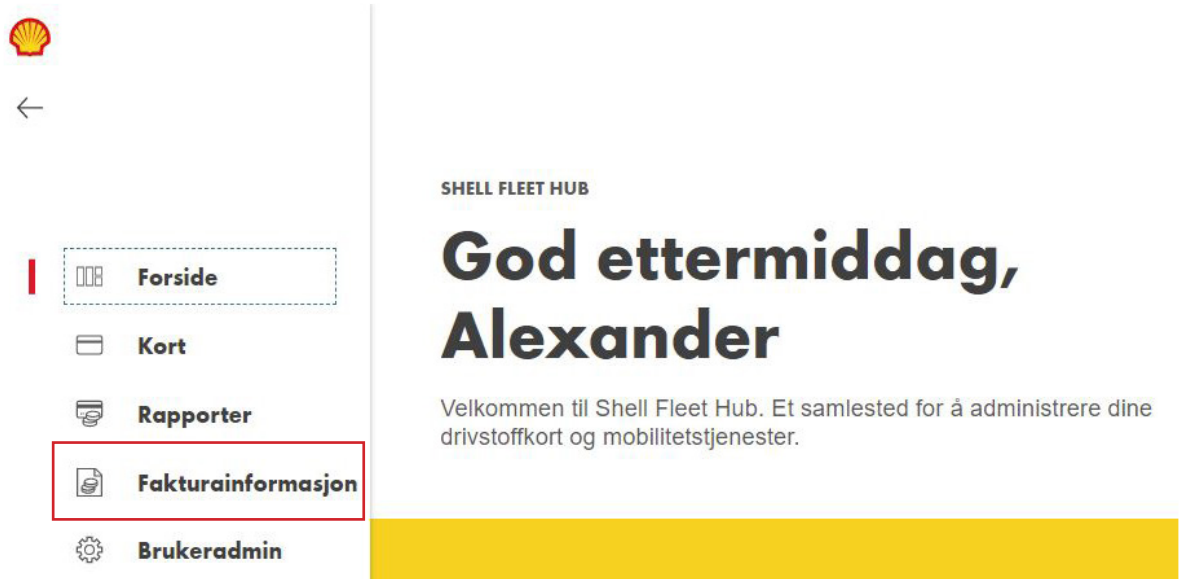 Forside
Kort
Rapporter
Fakturainformasjon
Brukeradmin
SHELL FLEET HUB
God ettermiddag,
Alexander
Velkommen til Shell Fleet Hub. Et samlested for å administrere dine
drivstoffkort og mobilitetstjenester.